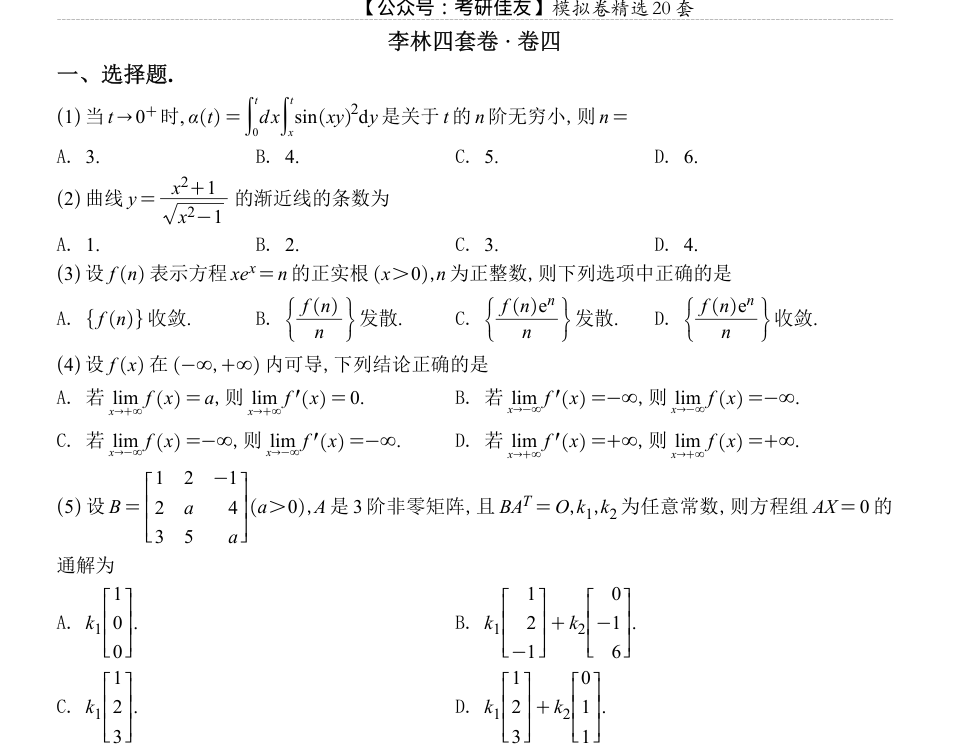 【公众号：考研佳友】模拟卷精选20套
李林四套卷·卷四
一、选择题.
(1) 当 t→0⁺ 时, α(t) = ∫₀ᵗ dx ∫ₓᵗ sin(xy)²dy 是关于 t 的 n 阶无穷小, 则 n =
A. 3. B. 4. C. 5. D. 6.
(2) 曲线 y = (x²+1)/√(x²−1) 的渐近线的条数为
A. 1. B. 2. C. 3. D. 4.
(3) 设 f(n) 表示方程 xeˣ = n 的正实根 (x>0), n 为正整数, 则下列选项中正确的是
A. {f(n)} 收敛. B. {f(n)/n} 发散. C. {f(n)eⁿ/n} 发散. D. {f(n)eⁿ/n} 收敛.
(4) 设 f(x) 在 (−∞,+∞) 内可导, 下列结论正确的是
A. 若 lim_{x→+∞} f(x) = a, 则 lim_{x→+∞} f′(x) = 0. B. 若 lim_{x→−∞} f′(x) = −∞, 则 lim_{x→−∞} f(x) = −∞.
C. 若 lim_{x→−∞} f(x) = −∞, 则 lim_{x→−∞} f′(x) = −∞. D. 若 lim_{x→+∞} f′(x) = +∞, 则 lim_{x→+∞} f(x) = +∞.
(5) 设 B = [1 2 −1; 2 a 4; 3 5 a] (a>0), A 是 3 阶非零矩阵, 且 BAᵀ = O, k₁, k₂ 为任意常数, 则方程组 AX = 0 的
通解为
A. k₁[1; 0; 0]. B. k₁[1; 2; −1] + k₂[0; −1; 6].
C. k₁[1; 2; 3]. D. k₁[1; 2; 3] + k₂[0; 1; 1].